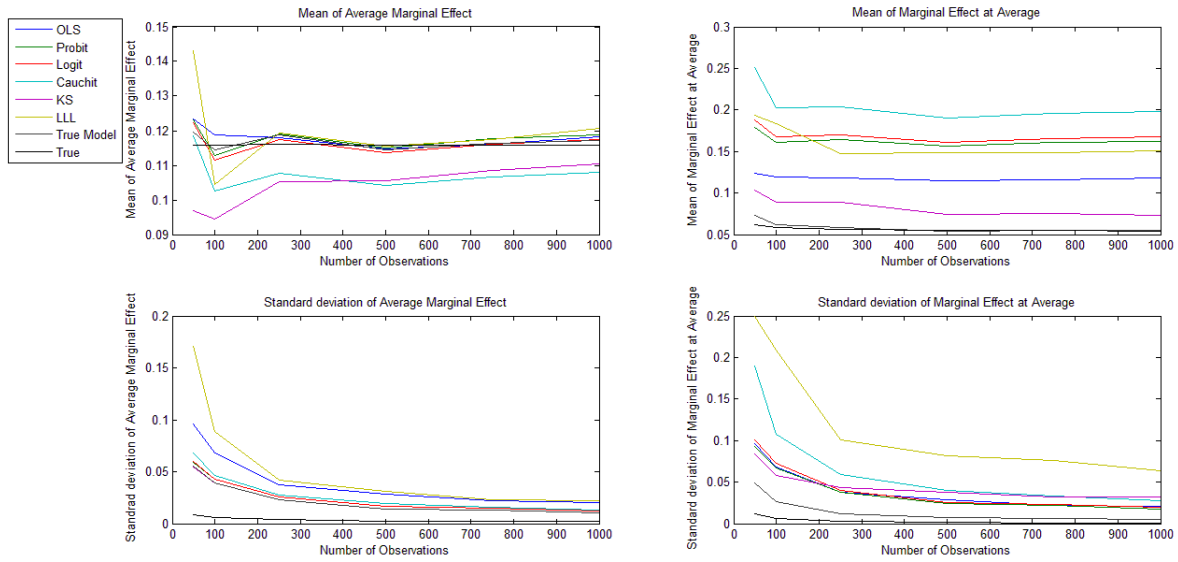 OLS
Probit
Logit
Cauchit
KS
LLL
True Model
True
Mean of Average Marginal Effect
Mean of Average Marginal Effect
0.15
0.14
0.13
0.12
0.11
0.1
0.09
0 100 200 300 400 500 600 700 800 900 1000
Number of Observations
Mean of Marginal Effect at Average
Mean of Marginal Effect at Average
0.3
0.25
0.2
0.15
0.1
0.05
0 100 200 300 400 500 600 700 800 900 1000
Number of Observations
Standard deviation of Average Marginal Effect
Standrad deviation of Average Marginal Effect
0.2
0.15
0.1
0.05
0
0 100 200 300 400 500 600 700 800 900 1000
Number of Observations
Standard deviation of Marginal Effect at Average
Standard deviation of Marginal Effect at Average
0.25
0.2
0.15
0.1
0.05
0
0 100 200 300 400 500 600 700 800 900 1000
Number of Observations